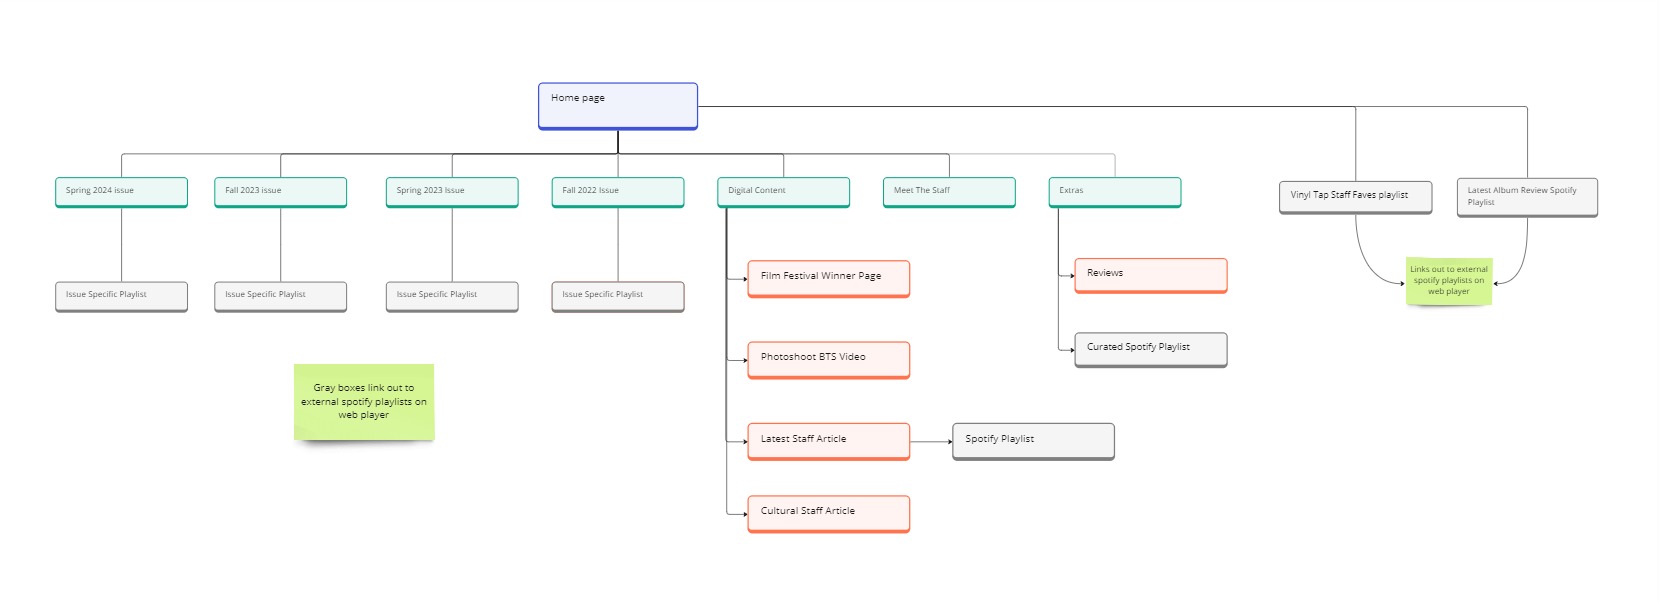 Home page
Spring 2024 issue
Fall 2023 issue
Spring 2023 Issue
Fall 2022 Issue
Digital Content
Meet The Staff
Extras
Vinyl Tap Staff Faves playlist
Latest Album Review Spotify
Playlist
Issue Specific Playlist
Issue Specific Playlist
Issue Specific Playlist
Issue Specific Playlist
Film Festival Winner Page
Reviews
Links out to external
spotify playlists on
web player
Photoshoot BTS Video
Curated Spotify Playlist
Gray boxes link out to
external spotify playlists on
web player
Latest Staff Article
Spotify Playlist
Cultural Staff Article